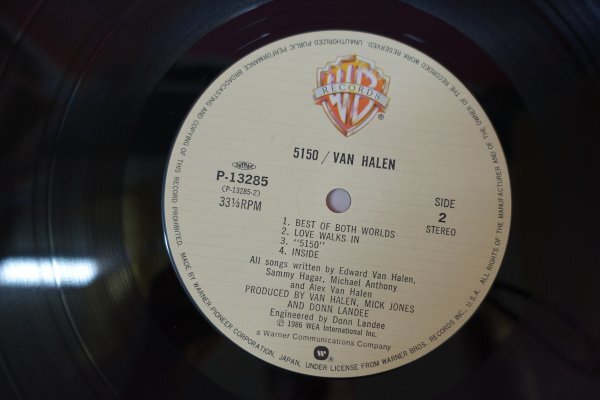 WB
RECORDS
®
5150 / VAN HALEN
P-13285
(P-13285-2)
33⅓RPM
SIDE
2
STEREO
1. BEST OF BOTH WORLDS
2. LOVE WALKS IN
3. "5150"
4. INSIDE
All songs written by Edward Van Halen,
Sammy Hagar, Michael Anthony
and Alex Van Halen
PRODUCED BY VAN HALEN, MICK JONES
AND DONN LANDEE
Engineered by Donn Landee
Ⓟ 1986 WEA International Inc.
a Warner Communications Company
MADE BY WARNER-PIONEER CORPORATION, JAPAN, UNDER LICENSE FROM WARNER BROS. RECORDS INC., U.S.A. ALL RIGHTS OF THE MANUFACTURER AND OF THE OWNER OF THE RECORDED WORK RESERVED. UNAUTHORIZED PUBLIC PERFORMANCE, BROADCASTING AND COPYING OF THIS RECORD PROHIBITED.